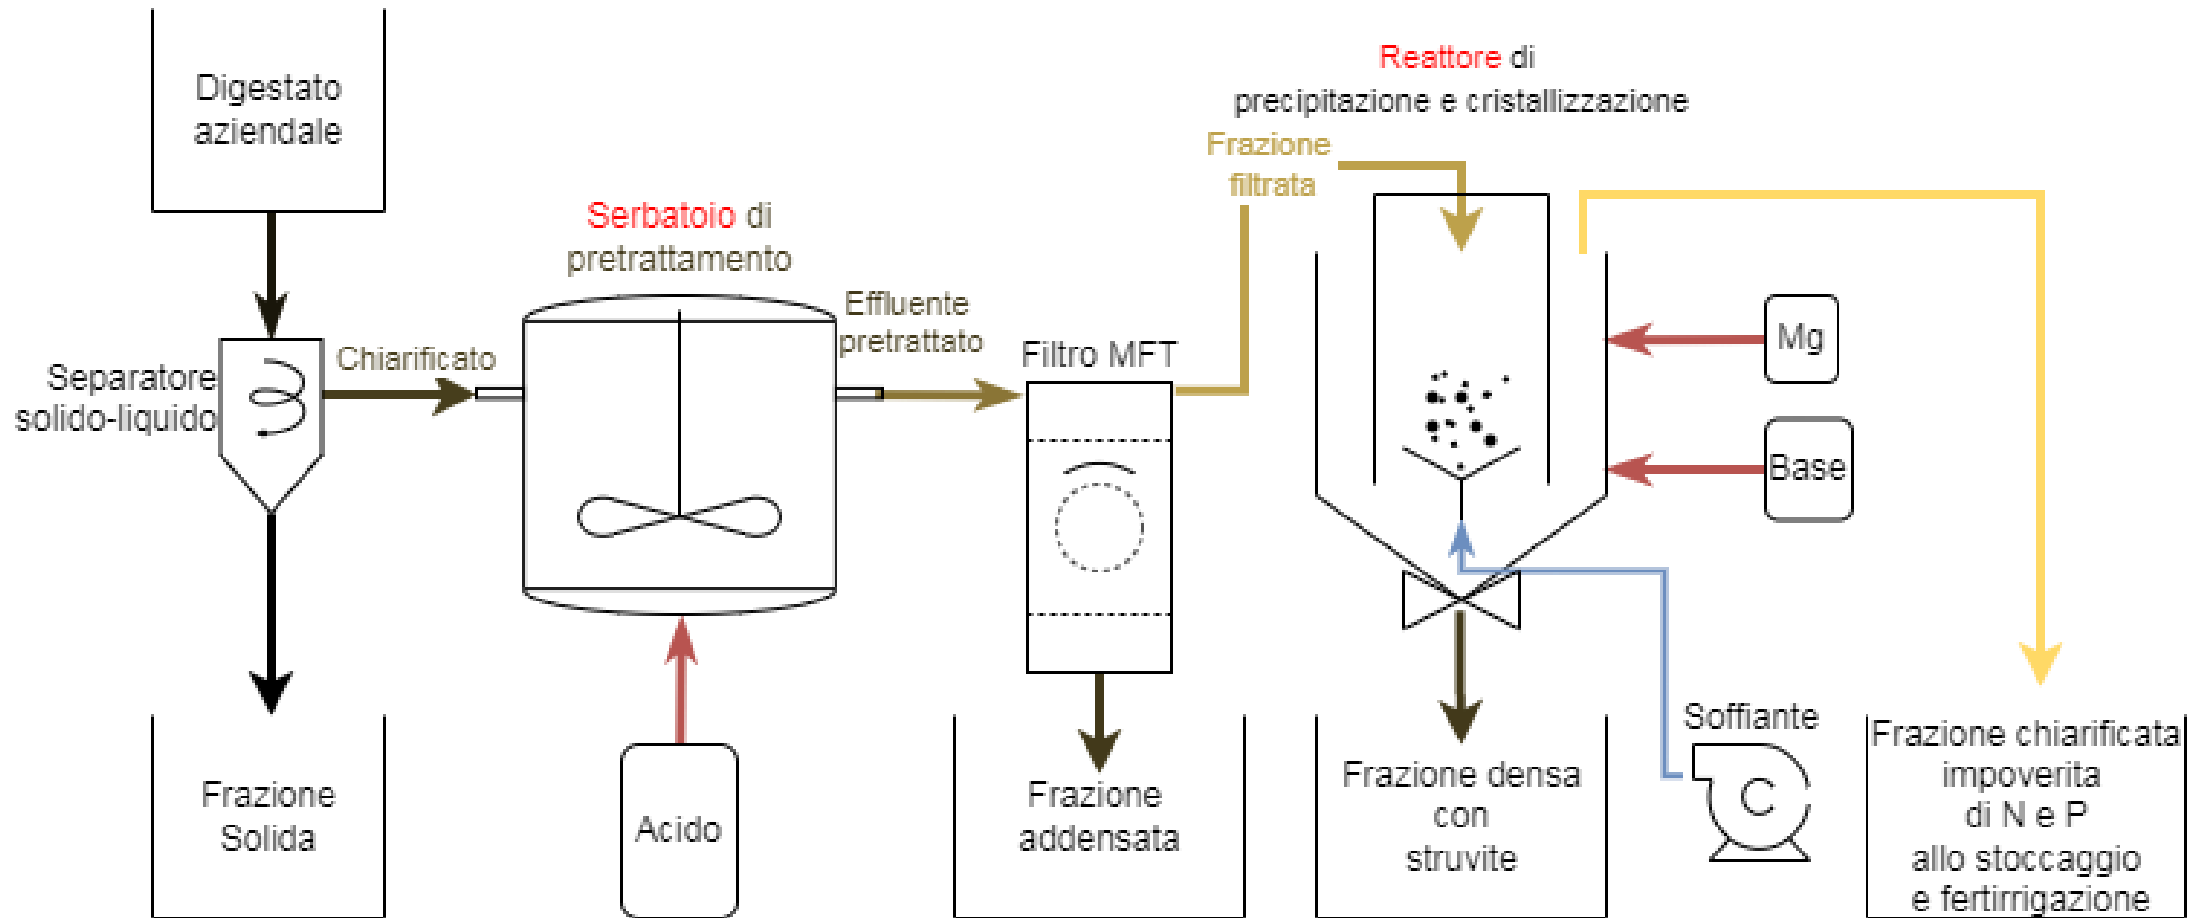 Digestato
aziendale
Separatore
solido-liquido
Chiarificato
Frazione
Solida
Serbatoio di
pretrattamento
Acido
Effluente
pretrattato
Filtro MFT
Frazione
addensata
Frazione
filtrata
Reattore di
precipitazione e cristallizzazione
Mg
Base
Frazione densa
con
struvite
Soffiante
C
Frazione chiarificata
impoverita
di N e P
allo stoccaggio
e fertirrigazione